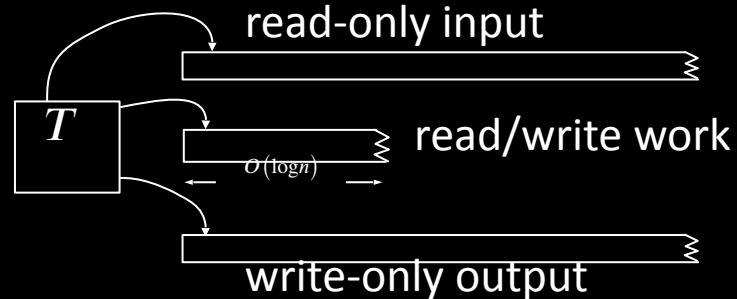 read-only input
T
read/write work
O(logn)
write-only output